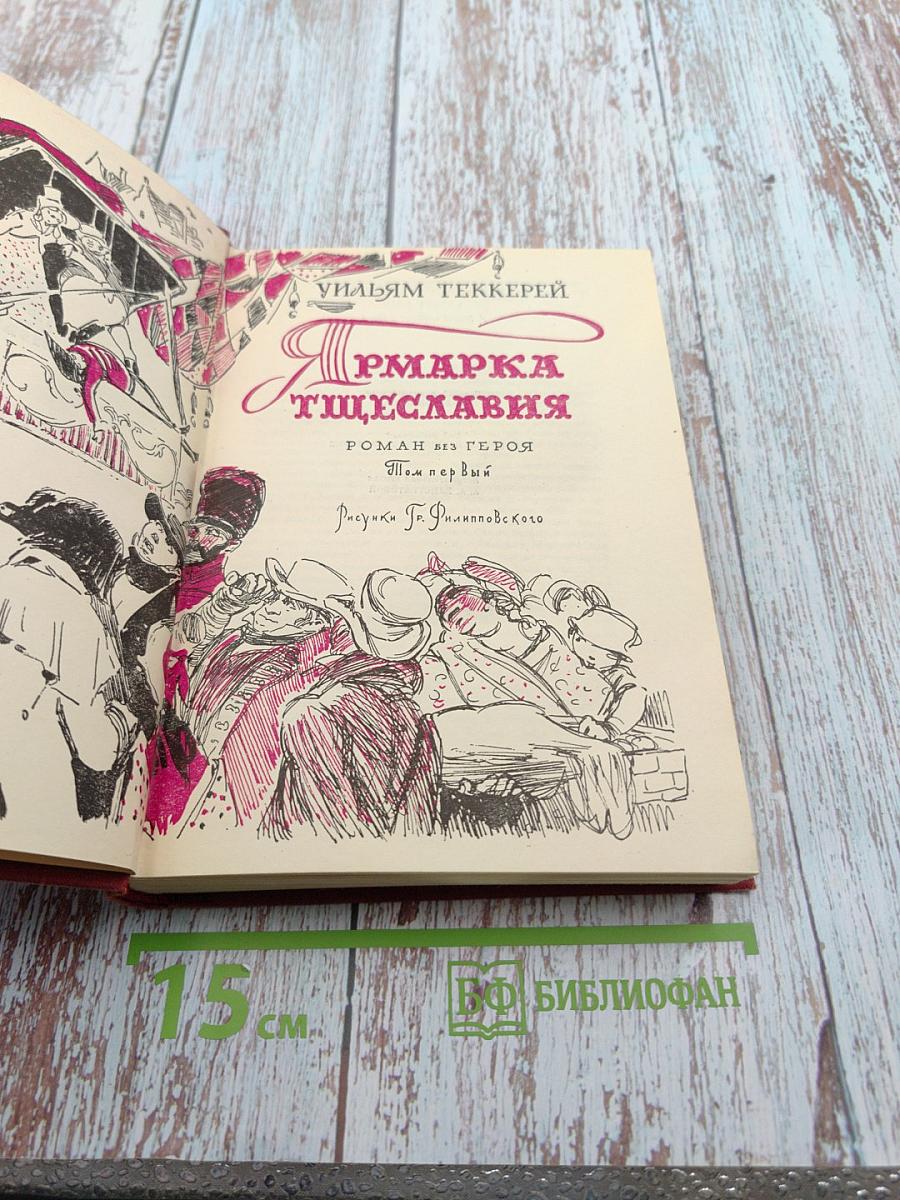 УИЛЬЯМ ТЕККЕРЕЙ
ЯРМАРКА
ТЩЕСЛАВИЯ
РОМАН БЕЗ ГЕРОЯ
Том первый
Рисунки Гр. Филипповского
15 см
БФ БИБЛИОФАН